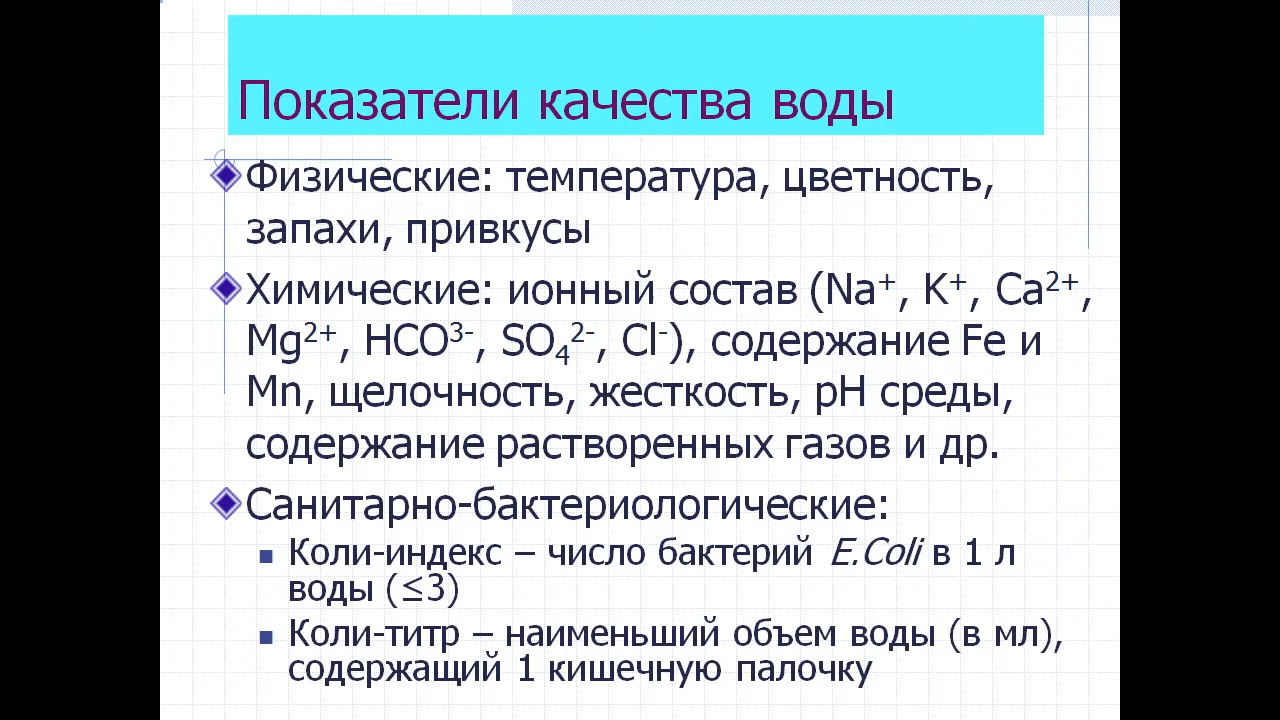 Показатели качества воды
Физические: температура, цветность,
запахи, привкусы
Химические: ионный состав (Na⁺, K⁺, Ca²⁺,
Mg²⁺, HCO³⁻, SO₄²⁻, Cl⁻), содержание Fe и
Mn, щелочность, жесткость, pH среды,
содержание растворенных газов и др.
Санитарно-бактериологические:
Коли-индекс – число бактерий E.Coli в 1 л
воды (≤3)
Коли-титр – наименьший объем воды (в мл),
содержащий 1 кишечную палочку